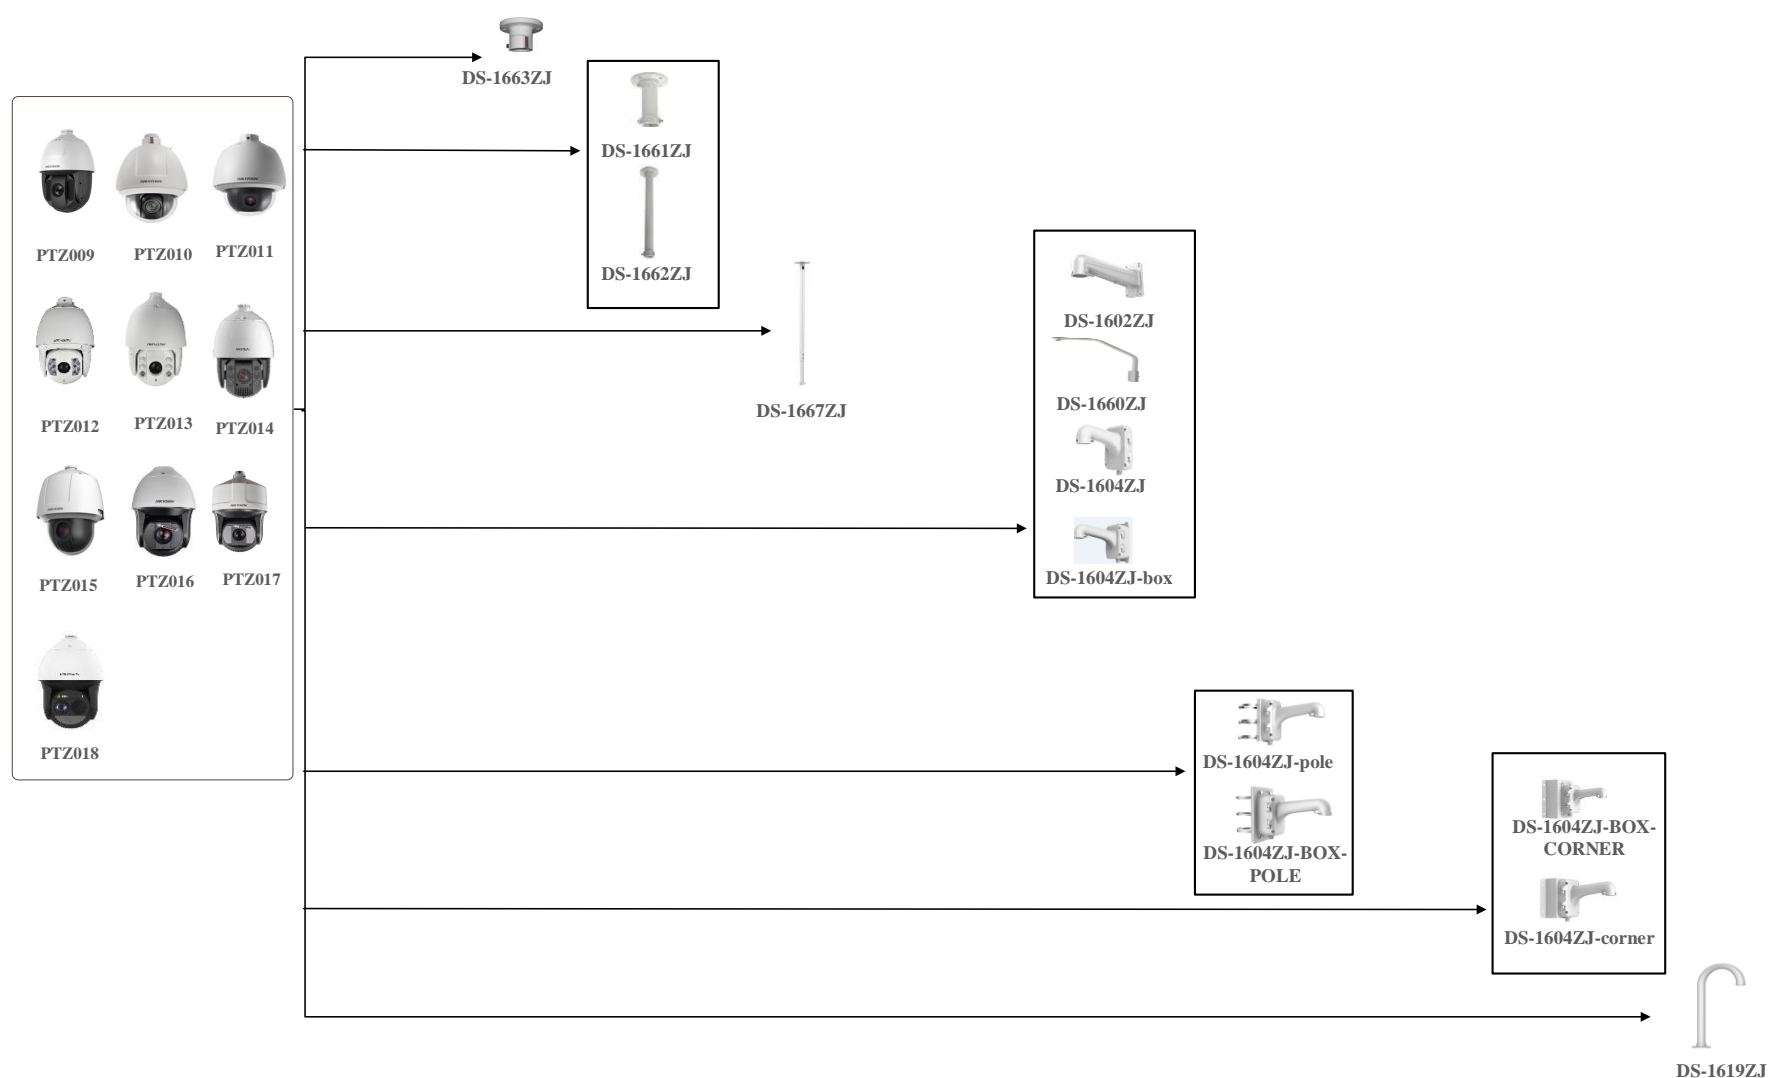 DS-1663ZJ
DS-1661ZJ
DS-1662ZJ
PTZ009
PTZ010
PTZ011
PTZ012
PTZ013
PTZ014
PTZ015
PTZ016
PTZ017
PTZ018
DS-1667ZJ
DS-1602ZJ
DS-1660ZJ
DS-1604ZJ
DS-1604ZJ-box
DS-1604ZJ-pole
DS-1604ZJ-BOX-
POLE
DS-1604ZJ-BOX-
CORNER
DS-1604ZJ-corner
DS-1619ZJ